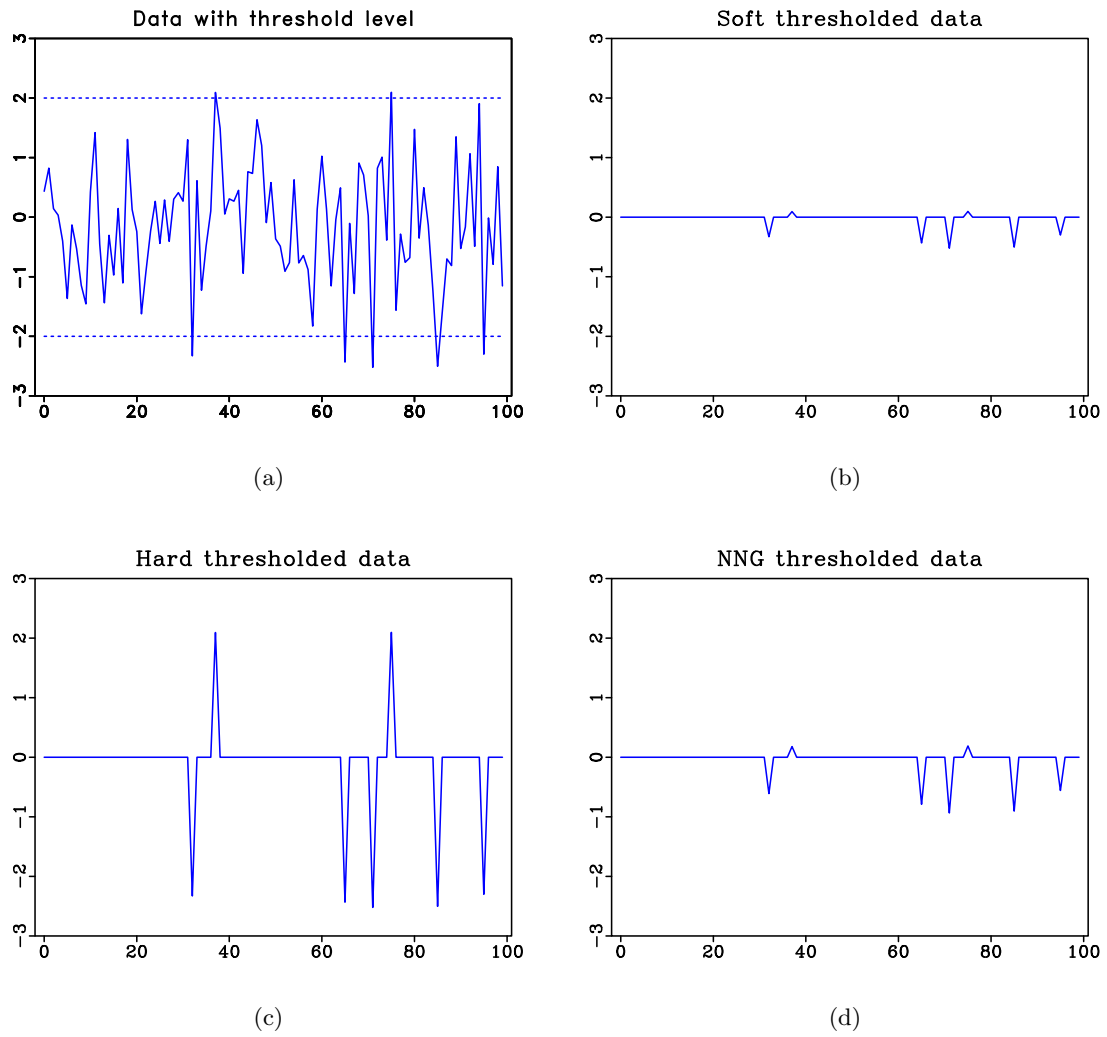 Data with threshold level
3
2
1
0
−1
−2
−3
0 20 40 60 80 100
(a)
Soft thresholded data
3
2
1
0
−1
−2
−3
0 20 40 60 80 100
(b)
Hard thresholded data
3
2
1
0
−1
−2
−3
0 20 40 60 80 100
(c)
NNG thresholded data
3
2
1
0
−1
−2
−3
0 20 40 60 80 100
(d)